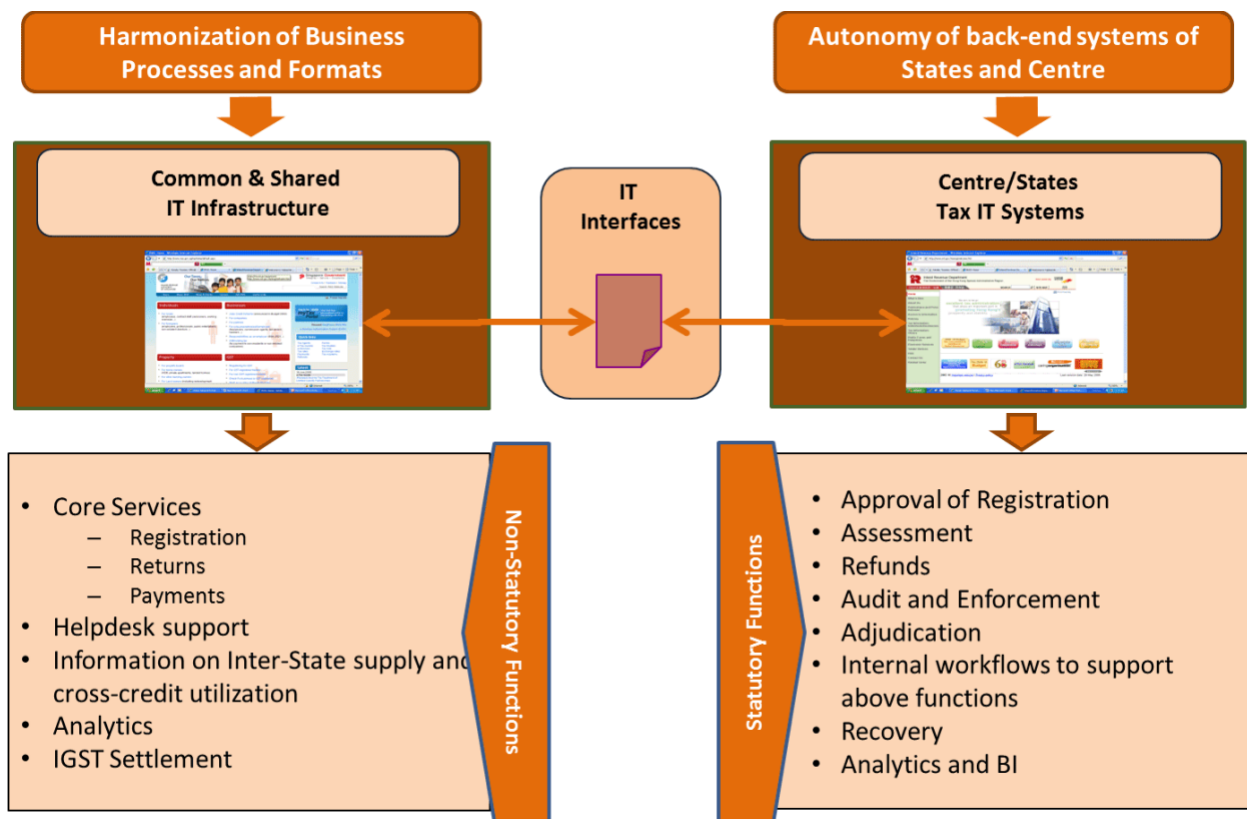 Harmonization of Business
Processes and Formats
Autonomy of back-end systems of
States and Centre
Common & Shared
IT Infrastructure
IT
Interfaces
Centre/States
Tax IT Systems
• Core Services
– Registration
– Returns
– Payments
• Helpdesk support
• Information on Inter-State supply and
cross-credit utilization
• Analytics
• IGST Settlement
Non-Statutory Functions
Statutory Functions
• Approval of Registration
• Assessment
• Refunds
• Audit and Enforcement
• Adjudication
• Internal workflows to support
above functions
• Recovery
• Analytics and BI